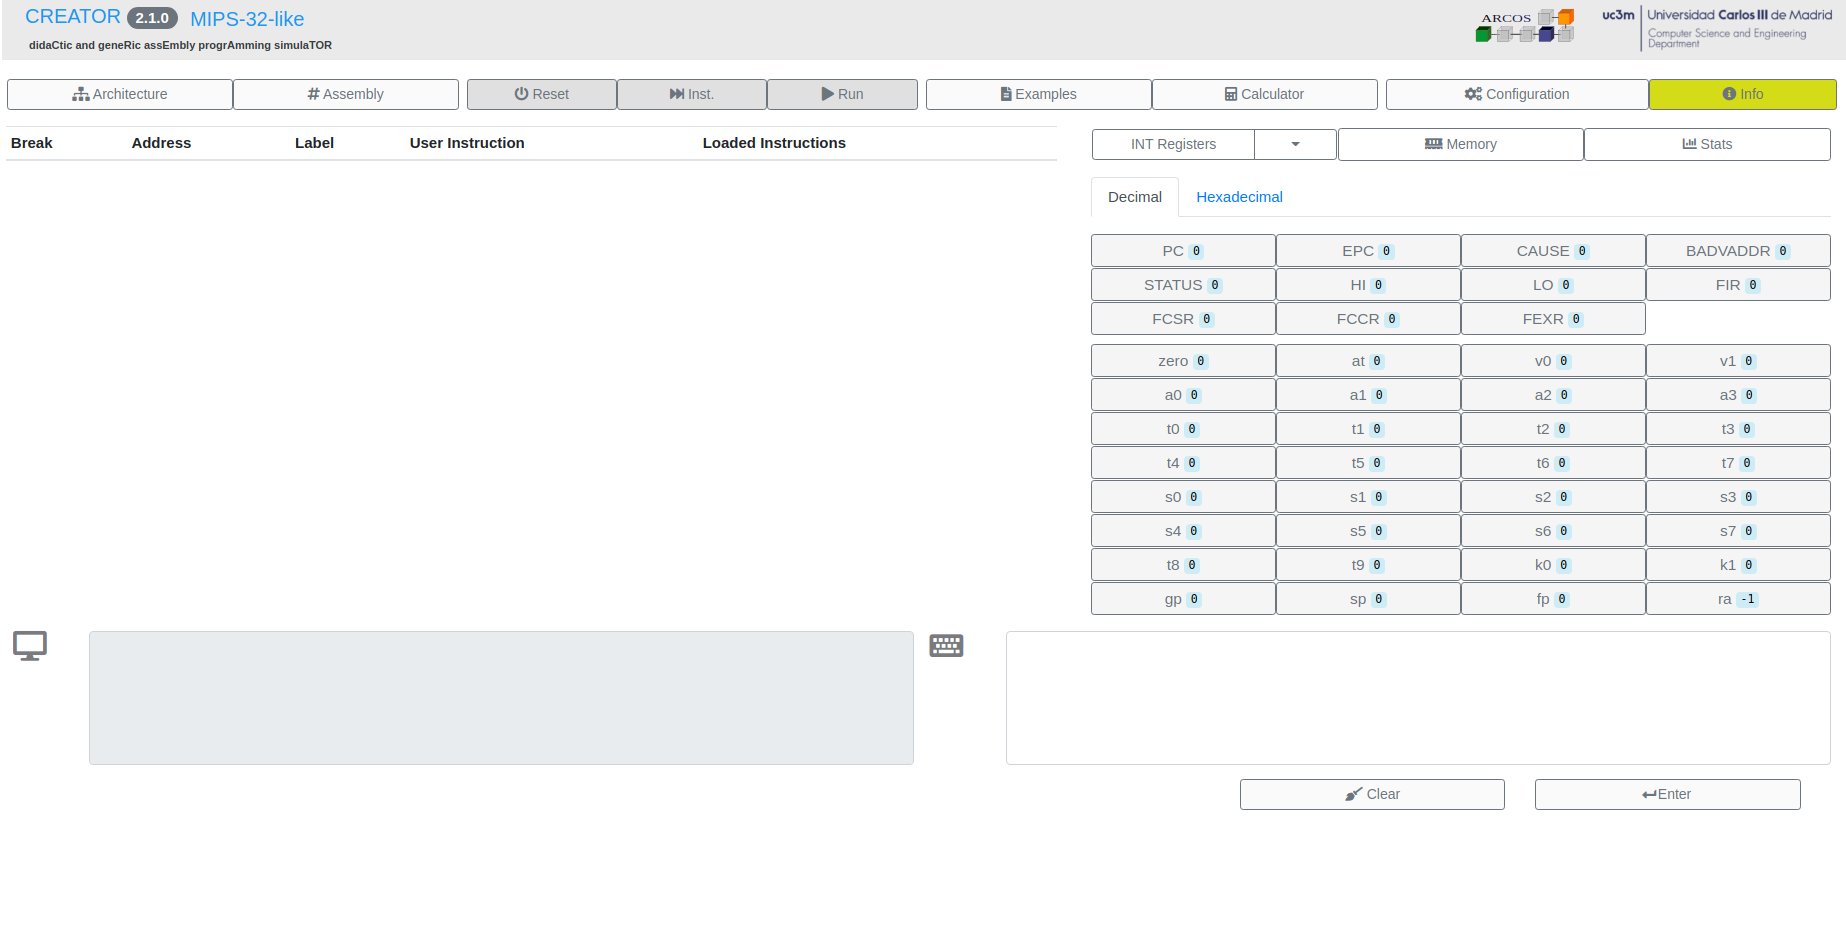 CREATOR 2.1.0 MIPS-32-like
didaCtic and geneRic assEmbly progrAmming simulaTOR
ARCOS
uc3m Universidad Carlos III de Madrid
Computer Science and Engineering
Department
Architecture # Assembly Reset Inst. Run Examples Calculator Configuration Info
Break Address Label User Instruction Loaded Instructions
INT Registers Memory Stats
Decimal Hexadecimal
PC 0 EPC 0 CAUSE 0 BADVADDR 0
STATUS 0 HI 0 LO 0 FIR 0
FCSR 0 FCCR 0 FEXR 0
zero 0 at 0 v0 0 v1 0
a0 0 a1 0 a2 0 a3 0
t0 0 t1 0 t2 0 t3 0
t4 0 t5 0 t6 0 t7 0
s0 0 s1 0 s2 0 s3 0
s4 0 s5 0 s6 0 s7 0
t8 0 t9 0 k0 0 k1 0
gp 0 sp 0 fp 0 ra -1
Clear Enter